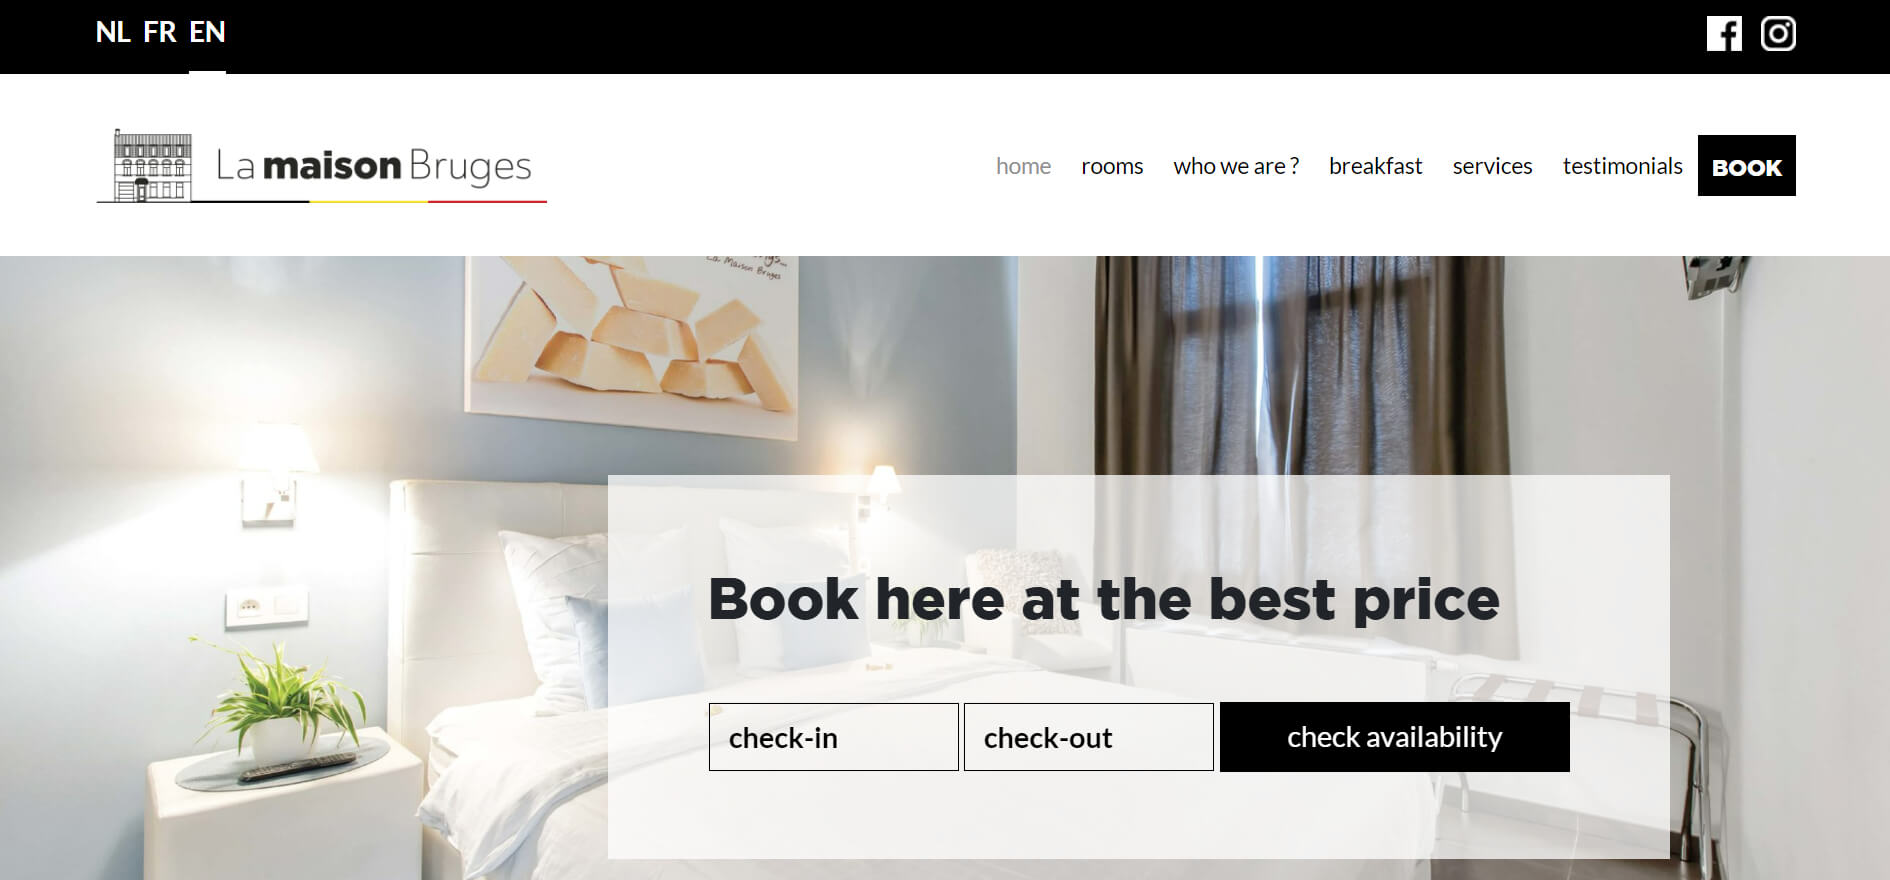 NL FR EN
La maison Bruges
home rooms who we are ? breakfast services testimonials BOOK
La Maison Bruges
Book here at the best price
check-in check-out check availability